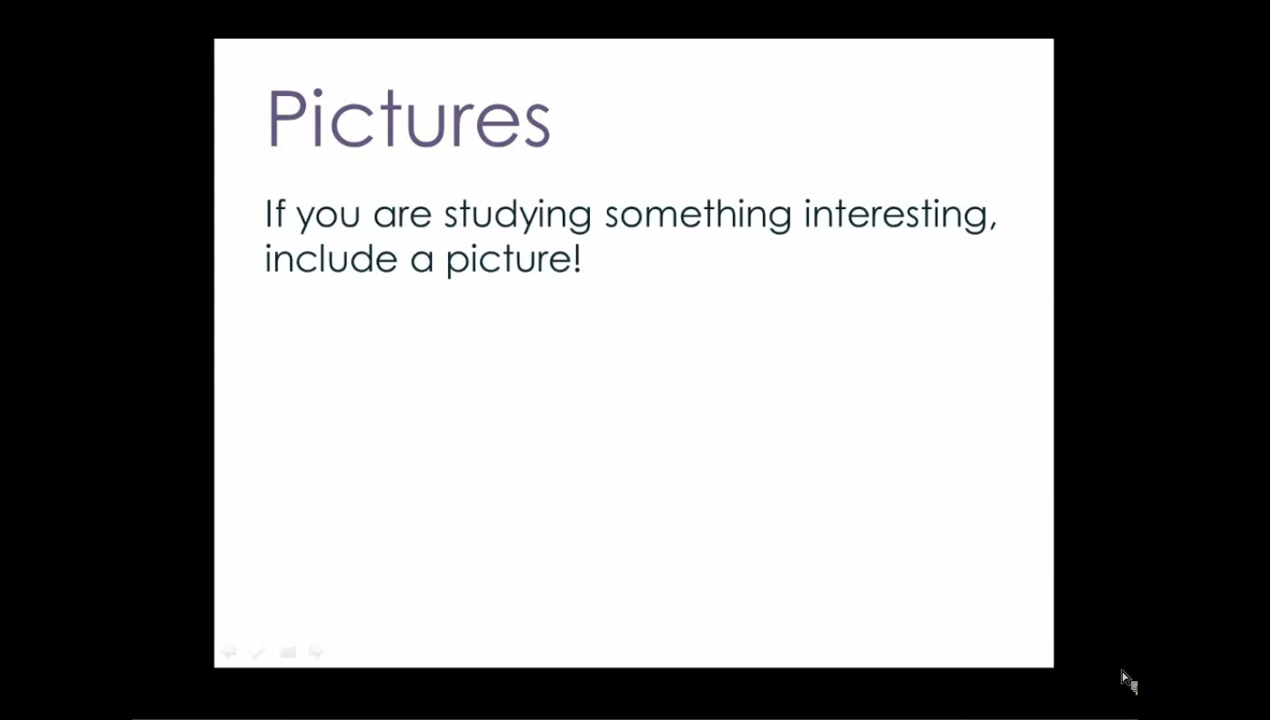 Pictures
If you are studying something interesting,
include a picture!